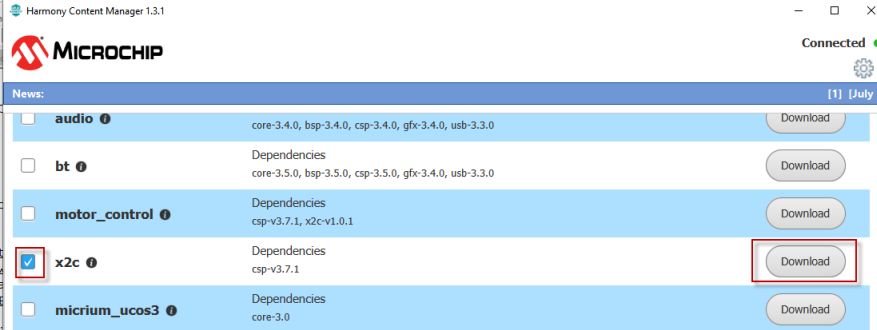 Harmony Content Manager 1.3.1
MICROCHIP
Connected
News: [1] [July
audio
core-3.4.0, bsp-3.4.0, csp-3.4.0, gfx-3.4.0, usb-3.3.0
Download
Dependencies
bt
core-3.5.0, bsp-3.5.0, csp-3.5.0, gfx-3.4.0, usb-3.3.0
Download
Dependencies
motor_control
csp-v3.7.1, x2c-v1.0.1
Download
Dependencies
x2c
csp-v3.7.1
Download
Dependencies
micrium_ucos3
core-3.0
Download